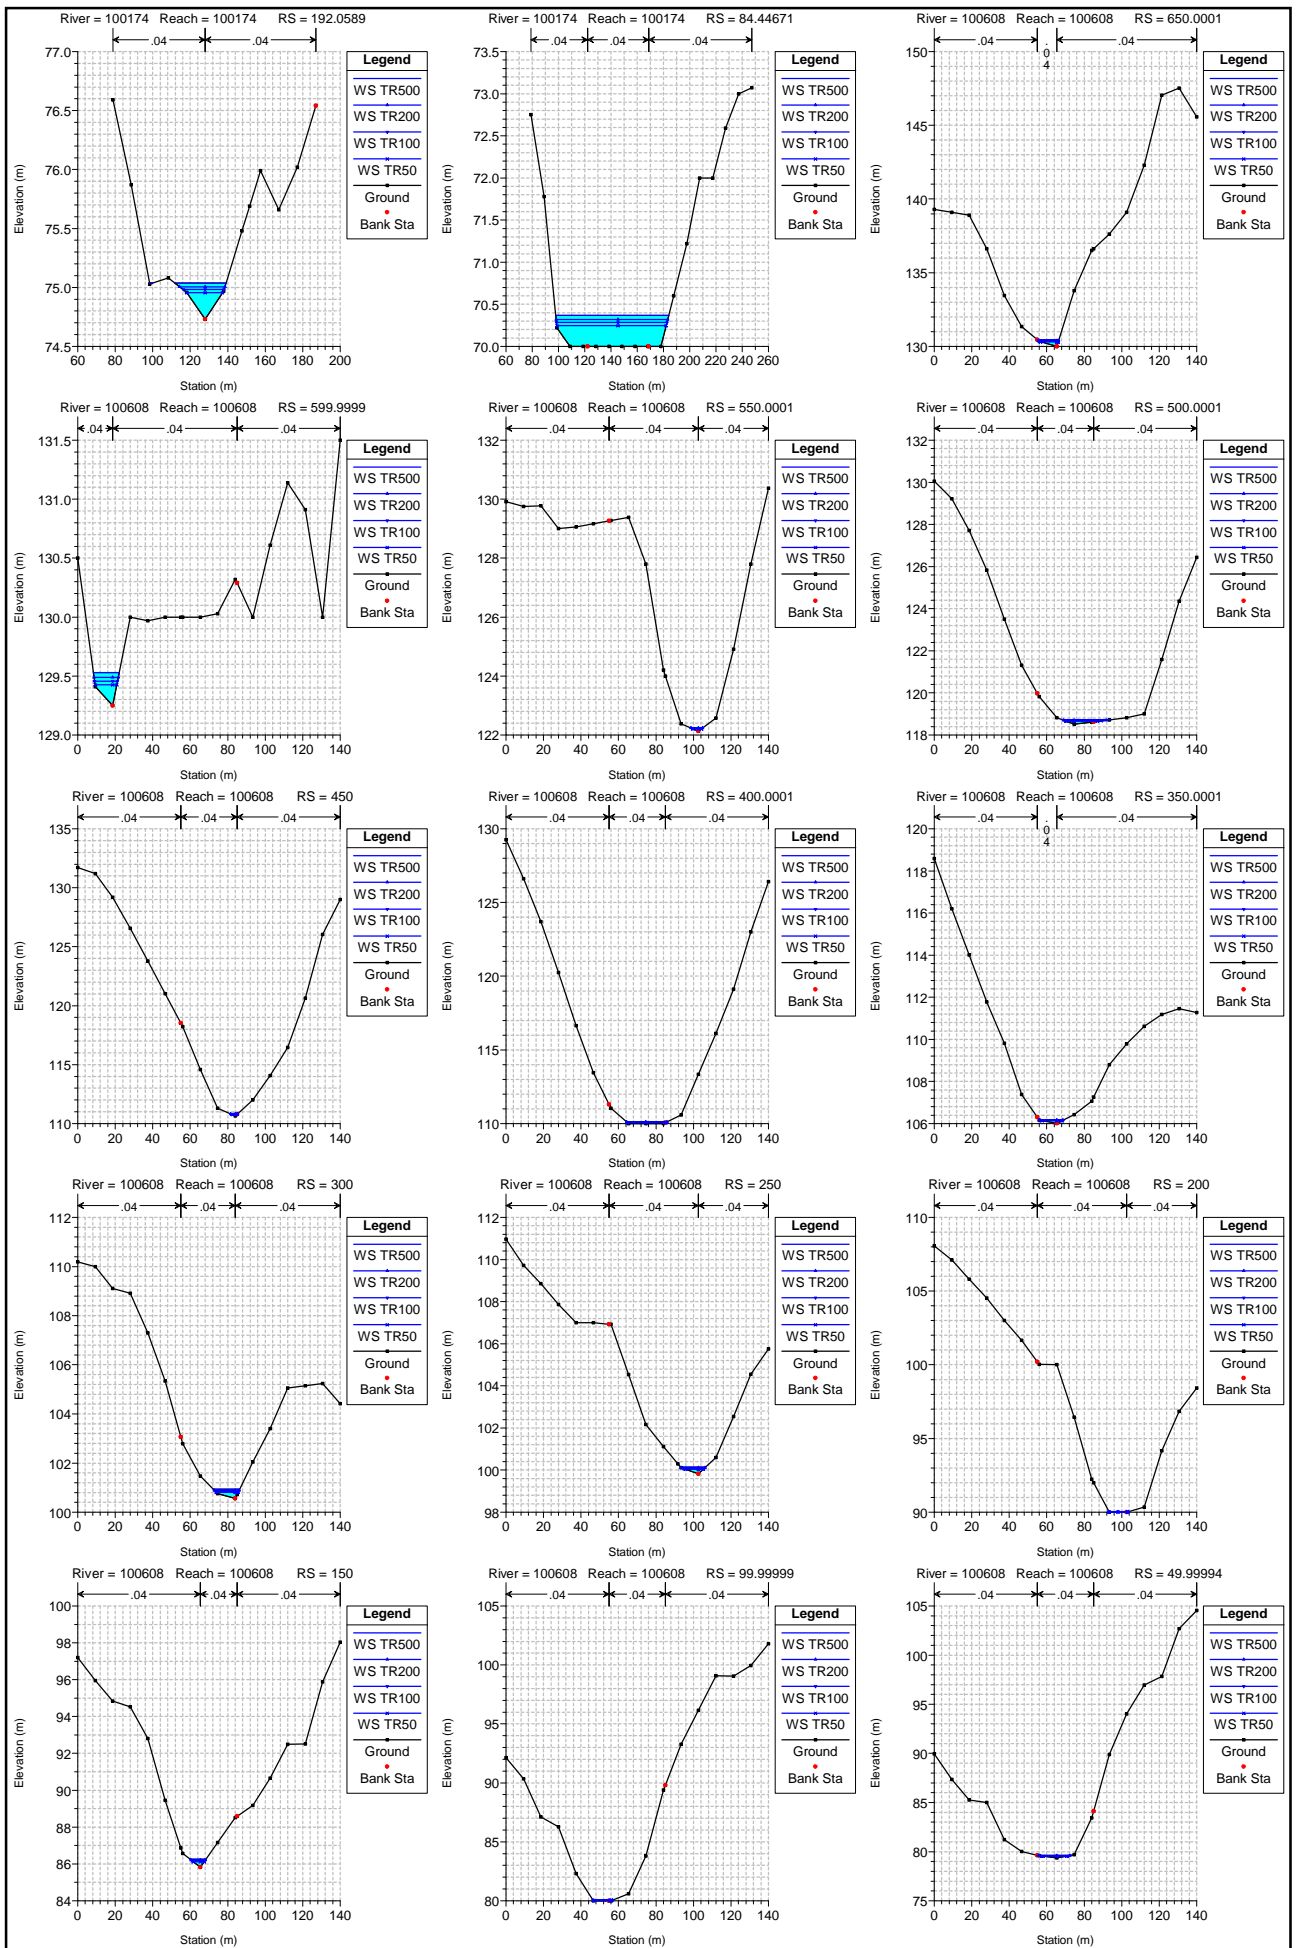 River = 100174 Reach = 100174 RS = 192.0589
.04 .04
77.0
76.5
76.0
75.5
75.0
74.5
60 80 100 120 140 160 180 200
Elevation (m)
Station (m)
Legend
WS TR500
WS TR200
WS TR100
WS TR50
Ground
Bank Sta
River = 100174 Reach = 100174 RS = 84.44671
.04 .04 .04
73.5
73.0
72.5
72.0
71.5
71.0
70.5
70.0
60 80 100 120 140 160 180 200 220 240 260
Elevation (m)
Station (m)
Legend
WS TR500
WS TR200
WS TR100
WS TR50
Ground
Bank Sta
River = 100608 Reach = 100608 RS = 650.0001
.04 .04 .04
150
145
140
135
130
0 20 40 60 80 100 120 140
Elevation (m)
Station (m)
Legend
WS TR500
WS TR200
WS TR100
WS TR50
Ground
Bank Sta
River = 100608 Reach = 100608 RS = 599.9999
.04 .04 .04
131.5
131.0
130.5
130.0
129.5
129.0
0 20 40 60 80 100 120 140
Elevation (m)
Station (m)
Legend
WS TR500
WS TR200
WS TR100
WS TR50
Ground
Bank Sta
River = 100608 Reach = 100608 RS = 550.0001
.04 .04 .04
132
130
128
126
124
122
0 20 40 60 80 100 120 140
Elevation (m)
Station (m)
Legend
WS TR500
WS TR200
WS TR100
WS TR50
Ground
Bank Sta
River = 100608 Reach = 100608 RS = 500.0001
.04 .04 .04
132
130
128
126
124
122
120
118
0 20 40 60 80 100 120 140
Elevation (m)
Station (m)
Legend
WS TR500
WS TR200
WS TR100
WS TR50
Ground
Bank Sta
River = 100608 Reach = 100608 RS = 450
.04 .04 .04
135
130
125
120
115
110
0 20 40 60 80 100 120 140
Elevation (m)
Station (m)
Legend
WS TR500
WS TR200
WS TR100
WS TR50
Ground
Bank Sta
River = 100608 Reach = 100608 RS = 400.0001
.04 .04 .04
130
125
120
115
110
0 20 40 60 80 100 120 140
Elevation (m)
Station (m)
Legend
WS TR500
WS TR200
WS TR100
WS TR50
Ground
Bank Sta
River = 100608 Reach = 100608 RS = 350.0001
.04 .04 .04
120
118
116
114
112
110
108
106
0 20 40 60 80 100 120 140
Elevation (m)
Station (m)
Legend
WS TR500
WS TR200
WS TR100
WS TR50
Ground
Bank Sta
River = 100608 Reach = 100608 RS = 300
.04 .04 .04
112
110
108
106
104
102
100
0 20 40 60 80 100 120 140
Elevation (m)
Station (m)
Legend
WS TR500
WS TR200
WS TR100
WS TR50
Ground
Bank Sta
River = 100608 Reach = 100608 RS = 250
.04 .04 .04
112
110
108
106
104
102
100
98
0 20 40 60 80 100 120 140
Elevation (m)
Station (m)
Legend
WS TR500
WS TR200
WS TR100
WS TR50
Ground
Bank Sta
River = 100608 Reach = 100608 RS = 200
.04 .04 .04
110
105
100
95
90
0 20 40 60 80 100 120 140
Elevation (m)
Station (m)
Legend
WS TR500
WS TR200
WS TR100
WS TR50
Ground
Bank Sta
River = 100608 Reach = 100608 RS = 150
.04 .04 .04
100
98
96
94
92
90
88
86
84
0 20 40 60 80 100 120 140
Elevation (m)
Station (m)
Legend
WS TR500
WS TR200
WS TR100
WS TR50
Ground
Bank Sta
River = 100608 Reach = 100608 RS = 99.99999
.04 .04 .04
105
100
95
90
85
80
0 20 40 60 80 100 120 140
Elevation (m)
Station (m)
Legend
WS TR500
WS TR200
WS TR100
WS TR50
Ground
Bank Sta
River = 100608 Reach = 100608 RS = 49.99994
.04 .04 .04
105
100
95
90
85
80
75
0 20 40 60 80 100 120 140
Elevation (m)
Station (m)
Legend
WS TR500
WS TR200
WS TR100
WS TR50
Ground
Bank Sta